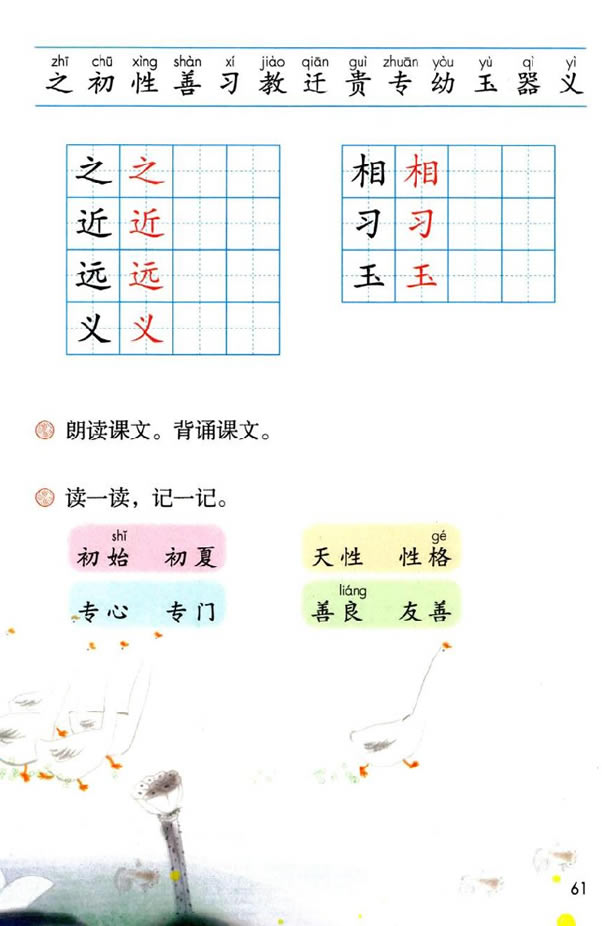 zhī chū xìng shàn xí jiào qiān guì zhuān yòu yù qì yì
之 初 性 善 习 教 迁 贵 专 幼 玉 器 义
之 之
近 近
远 远
义 义
相 相
习 习
玉 玉
朗读课文。背诵课文。
读一读，记一记。
shǐ
初始 初夏
gé
天性 性格
专心 专门
liáng
善良 友善
61